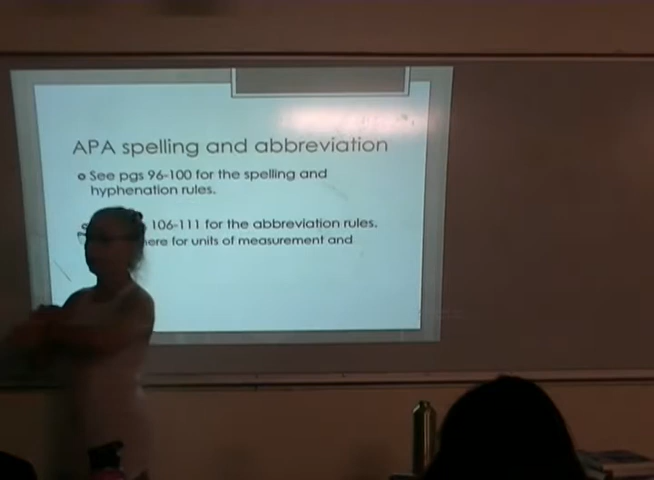 APA spelling and abbreviation
See pgs 96-100 for the spelling and
hyphenation rules.
106-111 for the abbreviation rules.
for units of measurement and